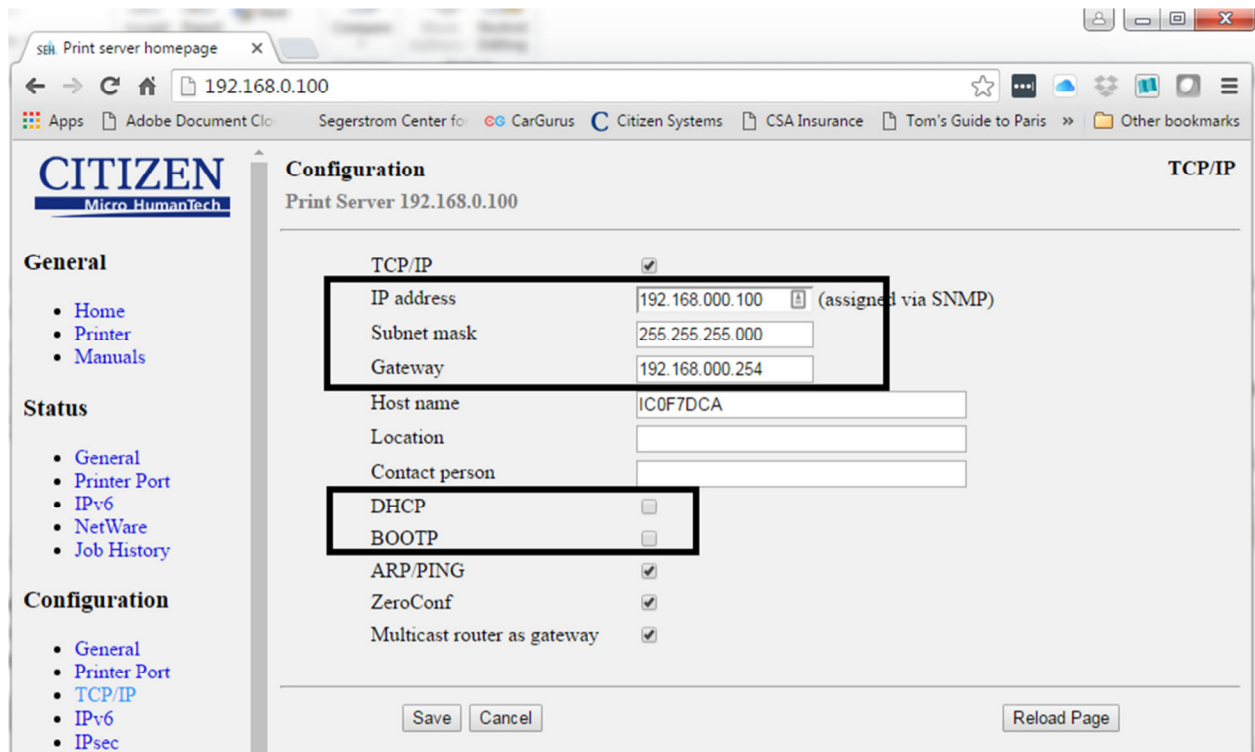 SEH Print server homepage
192.168.0.100
Apps Adobe Document Clo Segerstrom Center fo CG CarGurus C Citizen Systems CSA Insurance Tom's Guide to Paris » Other bookmarks
CITIZEN
Micro HumanTech
Configuration TCP/IP
Print Server 192.168.0.100
General
• Home
• Printer
• Manuals
Status
• General
• Printer Port
• IPv6
• NetWare
• Job History
Configuration
• General
• Printer Port
• TCP/IP
• IPv6
• IPsec
TCP/IP
IP address 192.168.000.100 (assigned via SNMP)
Subnet mask 255.255.255.000
Gateway 192.168.000.254
Host name IC0F7DCA
Location
Contact person
DHCP
BOOTP
ARP/PING
ZeroConf
Multicast router as gateway
Save Cancel Reload Page